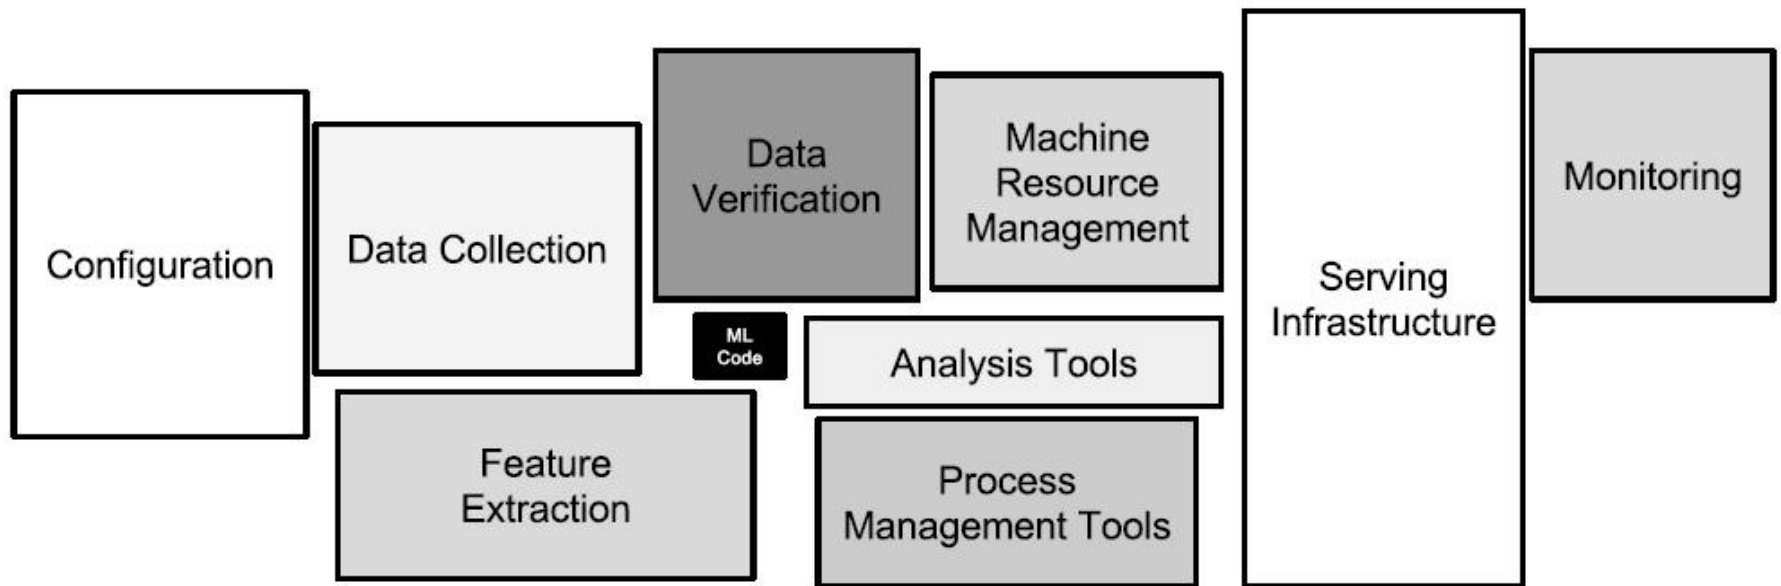 Configuration
Data Collection
Feature
Extraction
Data
Verification
ML
Code
Machine
Resource
Management
Analysis Tools
Process
Management Tools
Serving
Infrastructure
Monitoring